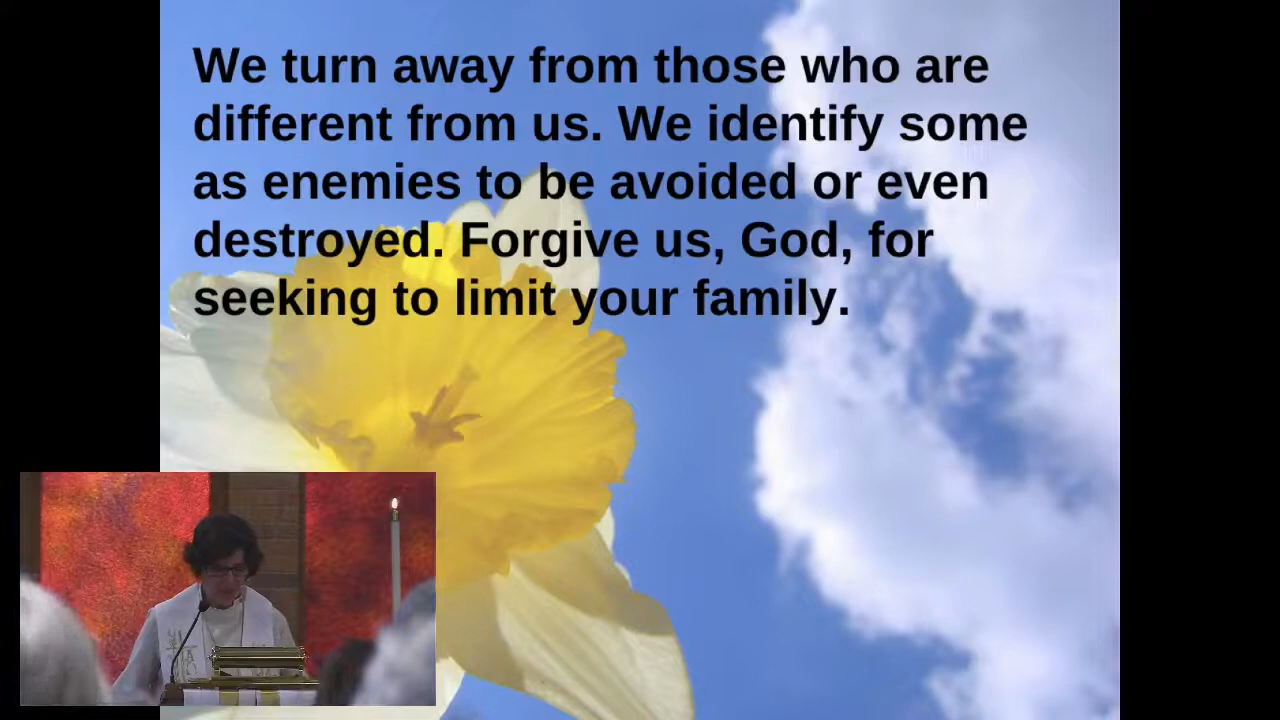 We turn away from those who are
different from us. We identify some
as enemies to be avoided or even
destroyed. Forgive us, God, for
seeking to limit your family.